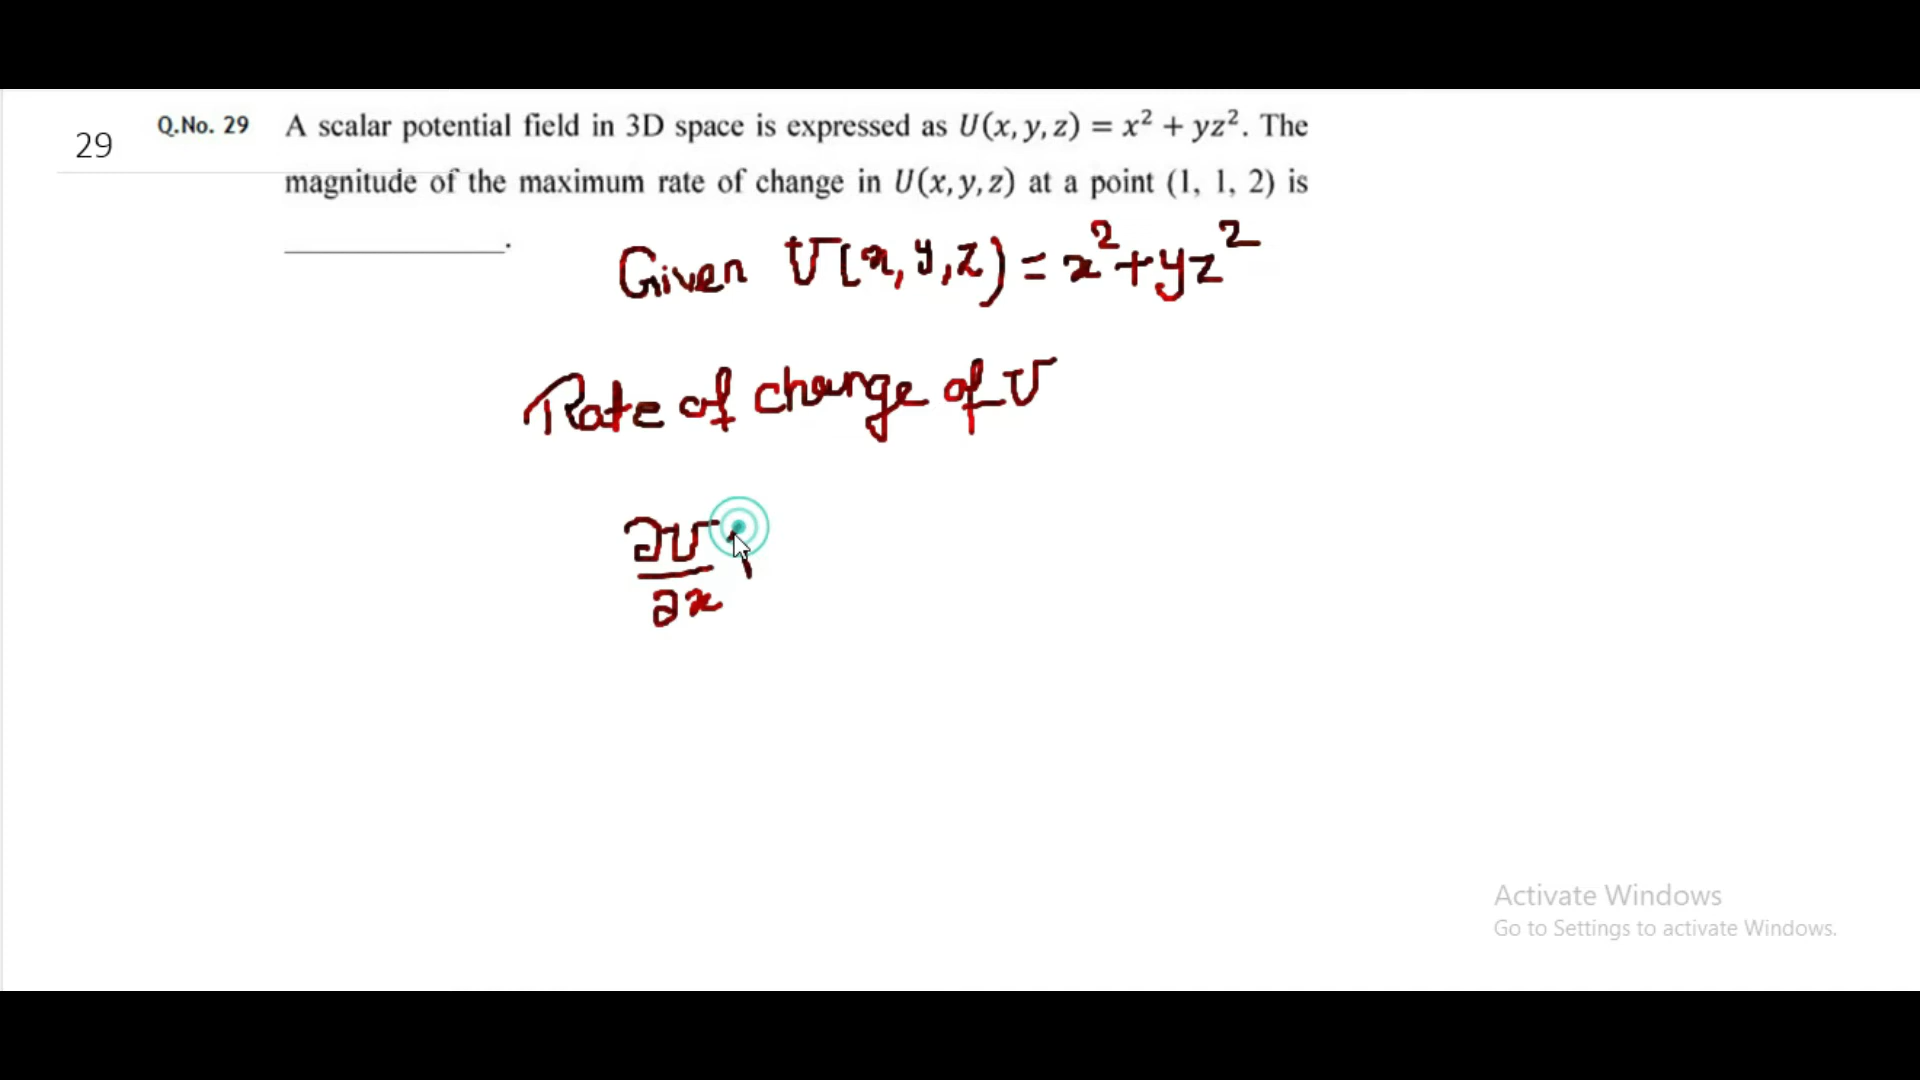 29
Q.No. 29 A scalar potential field in 3D space is expressed as U(x, y, z) = x² + yz². The
magnitude of the maximum rate of change in U(x, y, z) at a point (1, 1, 2) is
__________.
Given U(x, y, z) = x² + yz²
Rate of change of U
∂U
∂x
Activate Windows
Go to Settings to activate Windows.